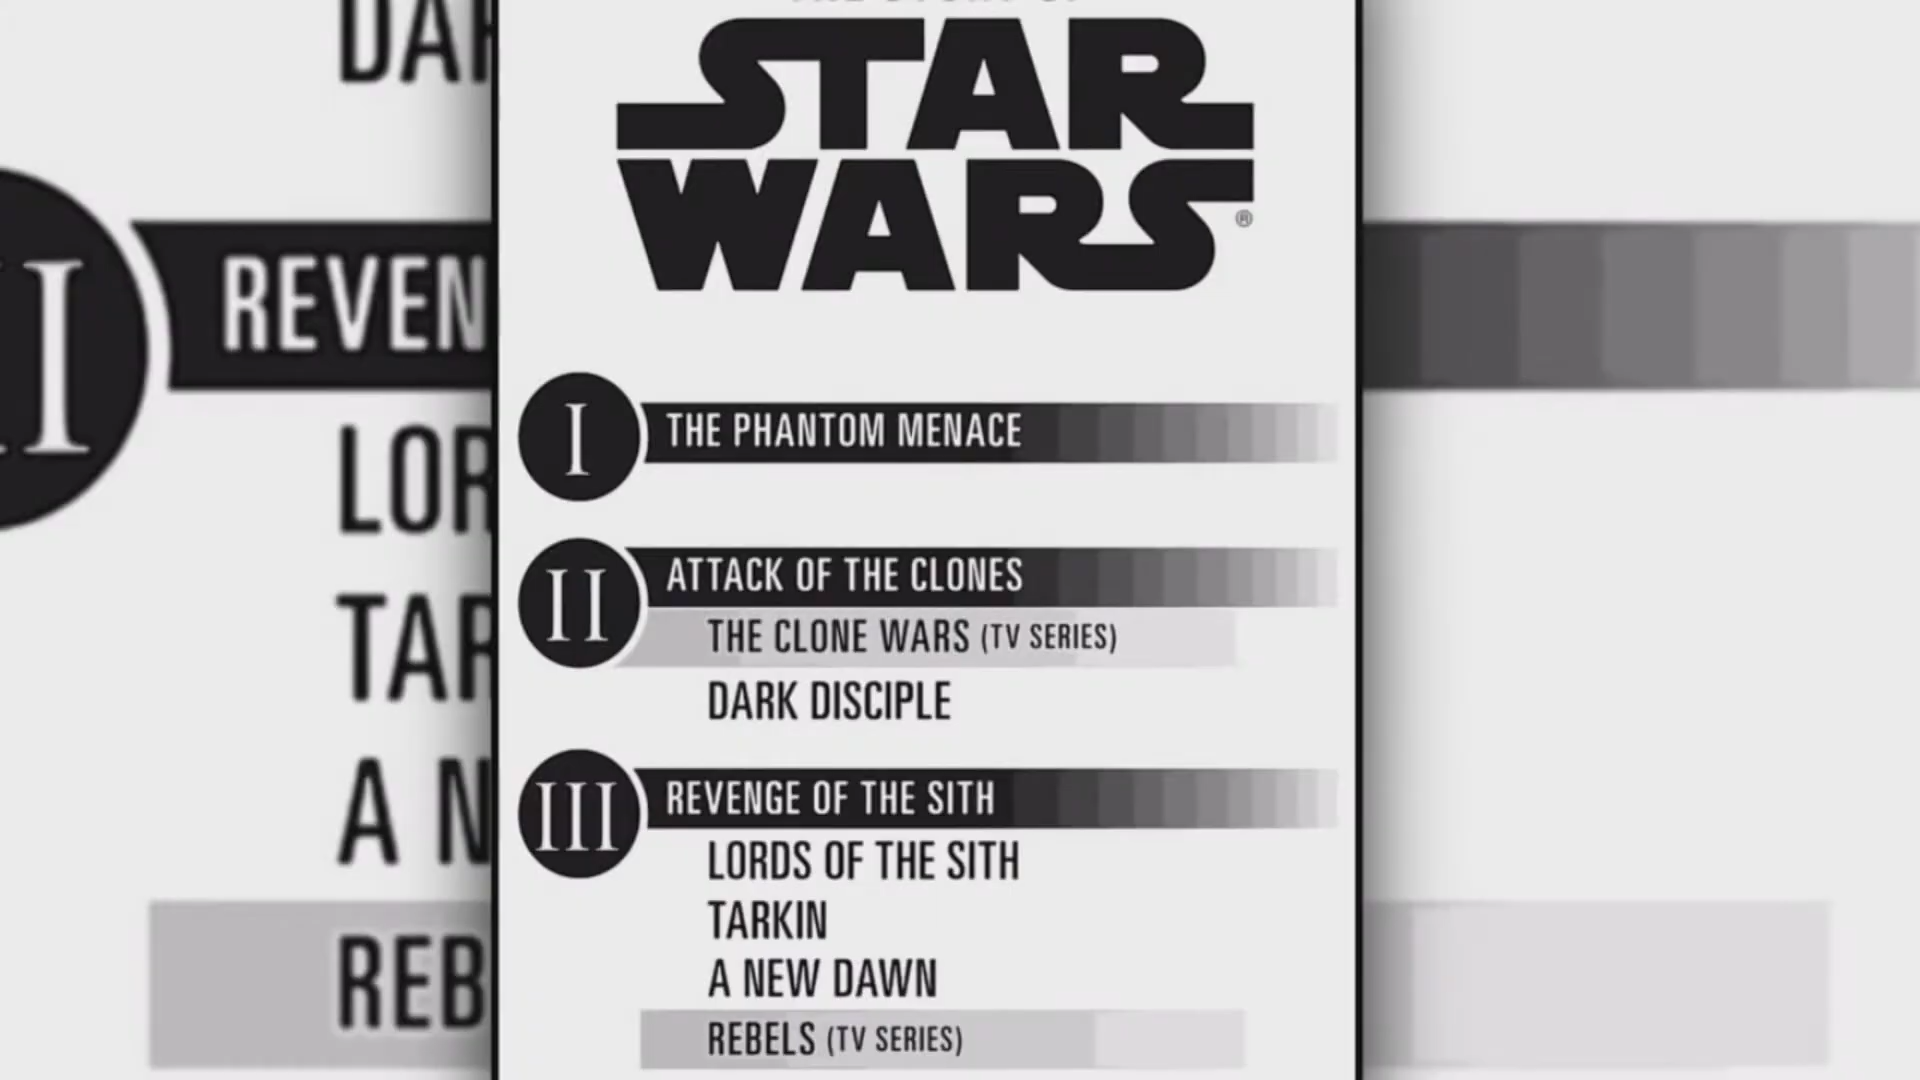 STAR
WARS®
I THE PHANTOM MENACE
II ATTACK OF THE CLONES
THE CLONE WARS (TV SERIES)
DARK DISCIPLE
III REVENGE OF THE SITH
LORDS OF THE SITH
TARKIN
A NEW DAWN
REBELS (TV SERIES)